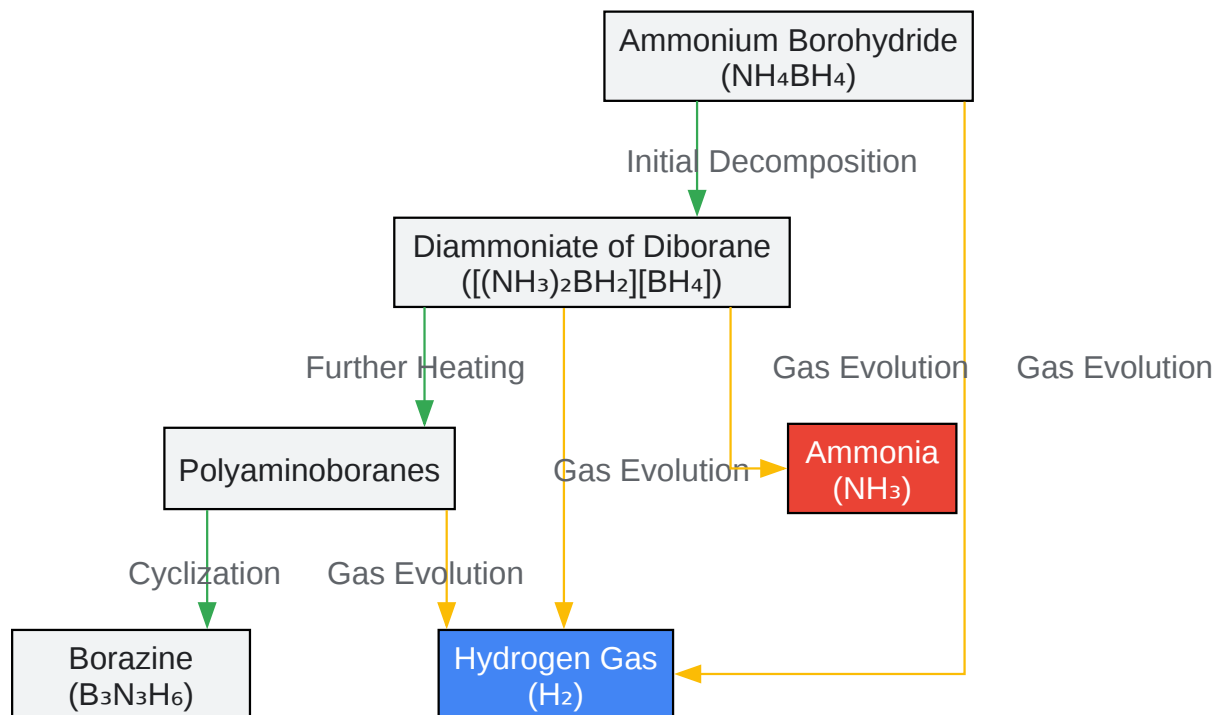 Ammonium Borohydride
(NH₄BH₄)
Initial Decomposition
Diammoniate of Diborane
([(NH₃)₂BH₂][BH₄])
Further Heating
Gas Evolution
Gas Evolution
Polyaminoboranes
Gas Evolution
Ammonia
(NH₃)
Cyclization
Gas Evolution
Borazine
(B₃N₃H₆)
Hydrogen Gas
(H₂)